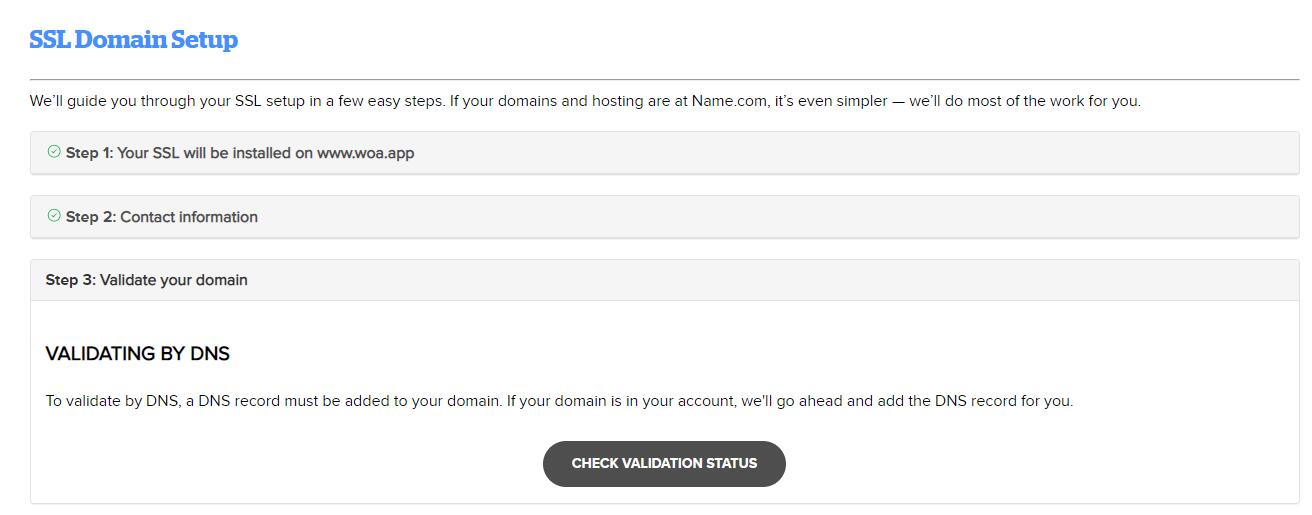 SSL Domain Setup
We'll guide you through your SSL setup in a few easy steps. If your domains and hosting are at Name.com, it's even simpler — we'll do most of the work for you.
Step 1: Your SSL will be installed on www.woa.app
Step 2: Contact information
Step 3: Validate your domain
VALIDATING BY DNS
To validate by DNS, a DNS record must be added to your domain. If your domain is in your account, we'll go ahead and add the DNS record for you.
CHECK VALIDATION STATUS